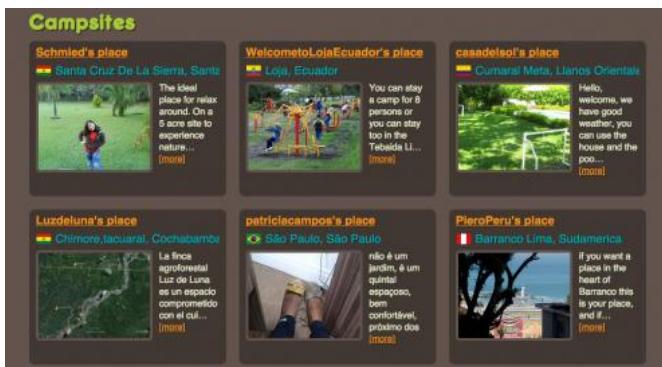 Campsites
Schmied's place
Santa Cruz De La Sierra, Santa
The ideal
place for relax
around. On a
5 acre site to
experience
nature...
[more]
WelcometoLojaEcuador's place
Loja, Ecuador
You can stay
a camp for 8
persons or
you can stay
too in the
Tebaida Li...
[more]
casadelsol's place
Cumaral Meta, Llanos Orientale
Hello,
welcome, we
have good
weather, you
can use the
house and the
poo...
[more]
Luzdeluna's place
Chimore,tacuaral, Cochabamba
La finca
agroforestal
Luz de Luna
es un espacio
comprometido
con el cui...
[more]
patriciacampos's place
São Paulo, São Paulo
não é um
jardim, é um
quintal
espaçoso,
bem
confortável,
próximo dos
[more]
PieroPeru's place
Barranco Lima, Sudamerica
if you want a
place in the
heart of
Barranco this
is your place,
and if...
[more]